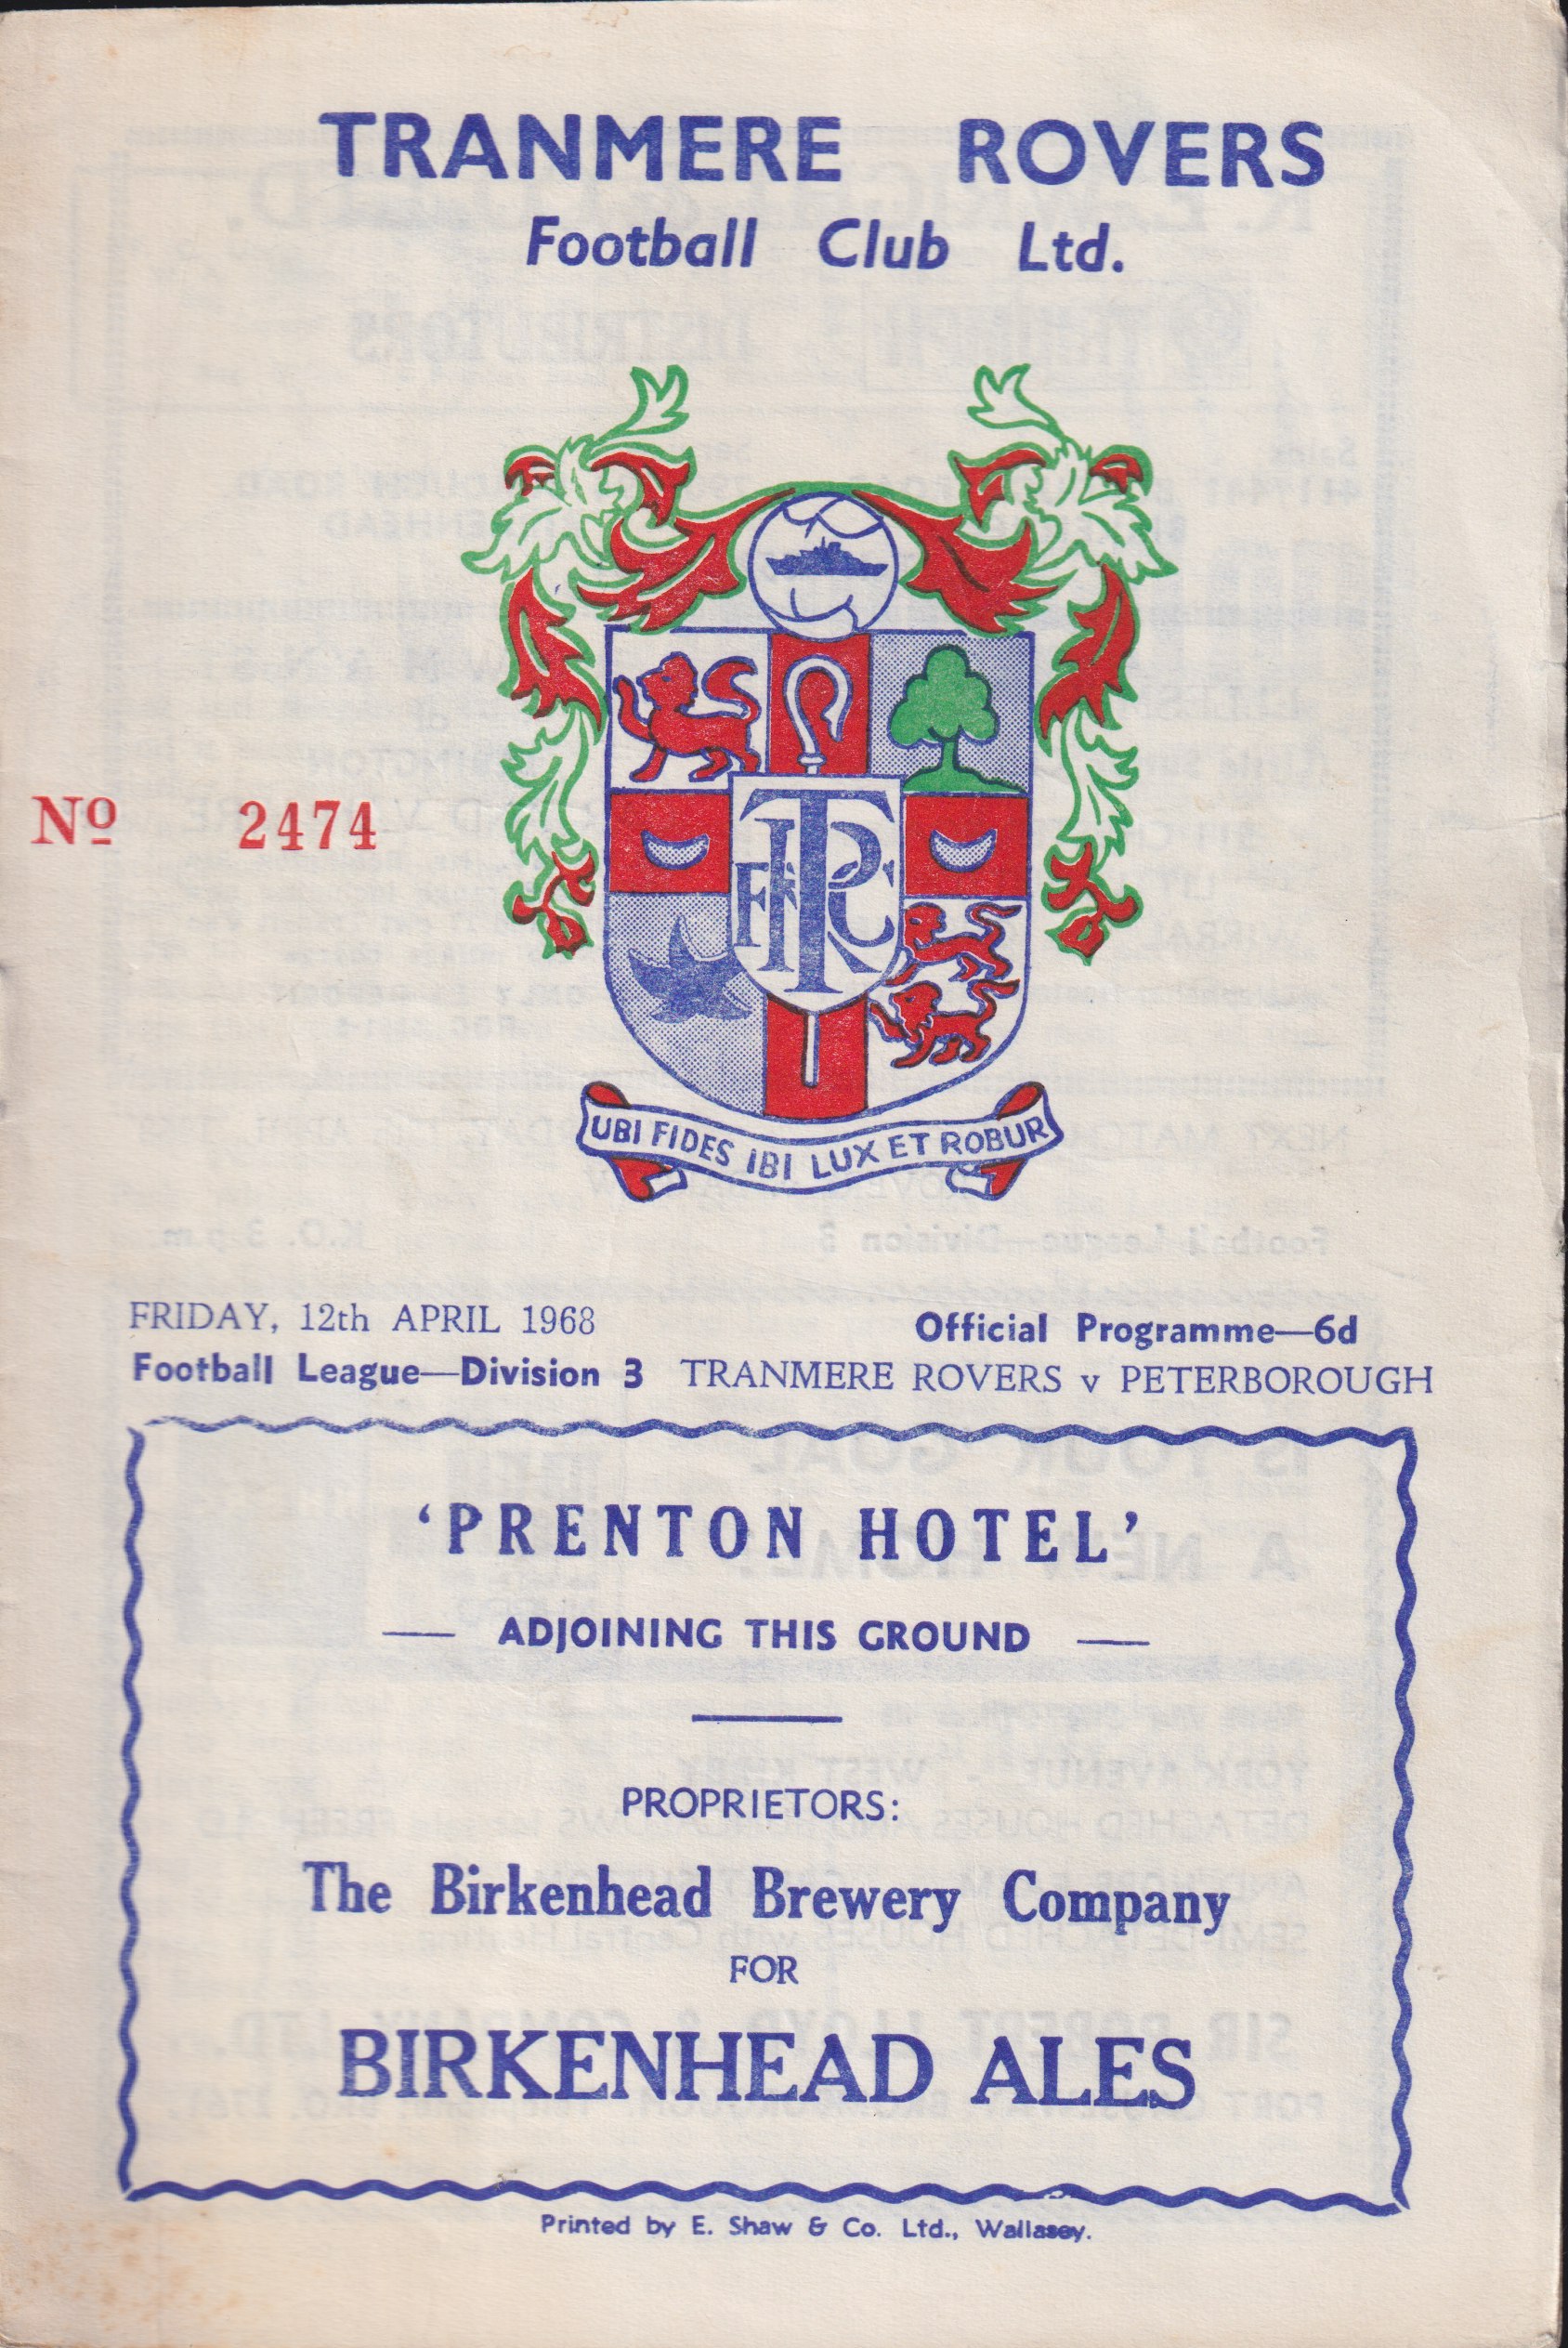 TRANMERE ROVERS
Football Club Ltd.
Nº 2474
TRFC
UBI FIDES IBI LUX ET ROBUR
FRIDAY, 12th APRIL 1968
Official Programme—6d
Football League—Division 3 TRANMERE ROVERS v PETERBOROUGH
‘PRENTON HOTEL’
— ADJOINING THIS GROUND —
PROPRIETORS:
The Birkenhead Brewery Company
FOR
BIRKENHEAD ALES
Printed by E. Shaw & Co. Ltd., Wallasey.